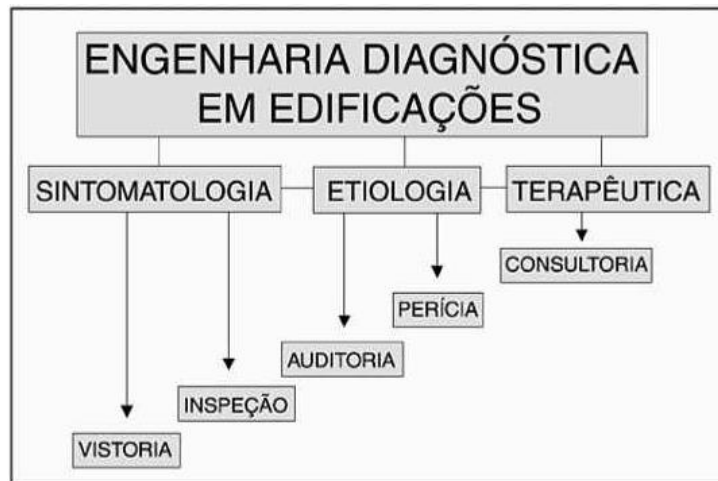 ENGENHARIA DIAGNÓSTICA
EM EDIFICAÇÕES
SINTOMATOLOGIA
ETIOLOGIA
TERAPÊUTICA
CONSULTORIA
PERÍCIA
AUDITORIA
INSPEÇÃO
VISTORIA